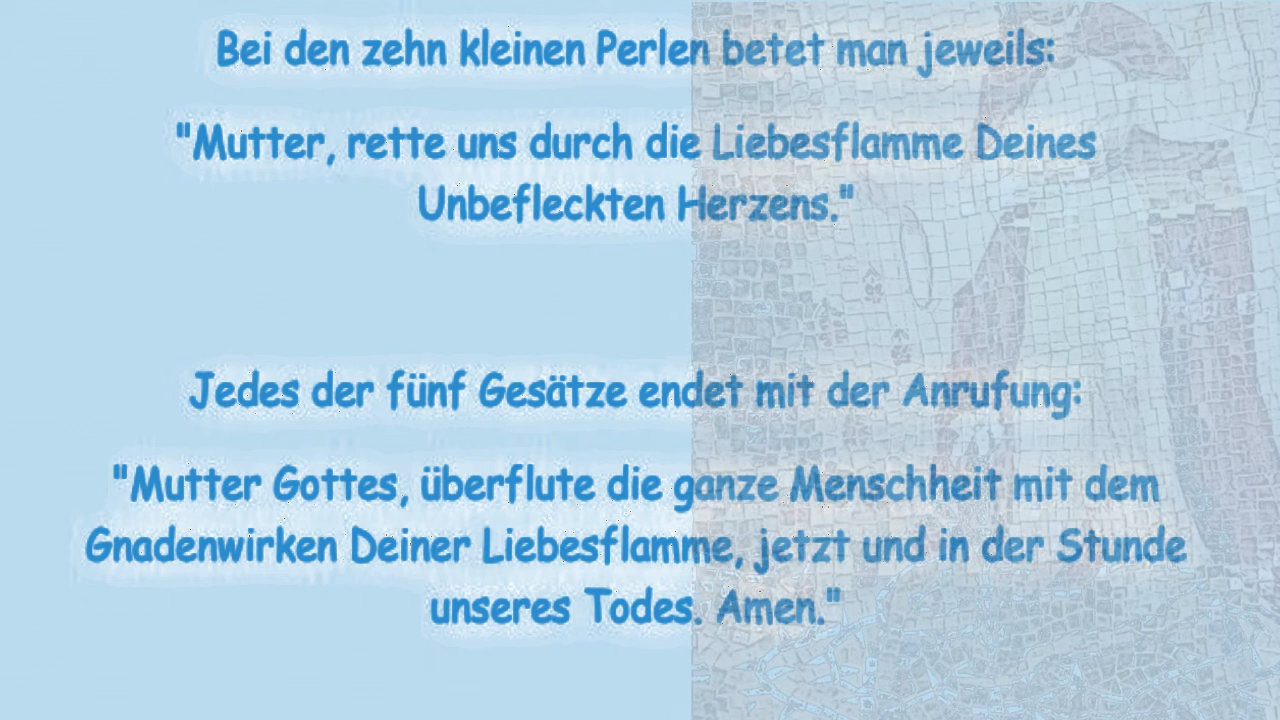 Bei den zehn kleinen Perlen betet man jeweils:
"Mutter, rette uns durch die Liebesflamme Deines
Unbefleckten Herzens."
Jedes der fünf Gesätze endet mit der Anrufung:
"Mutter Gottes, überflute die ganze Menschheit mit dem
Gnadenwirken Deiner Liebesflamme, jetzt und in der Stunde
unseres Todes. Amen."